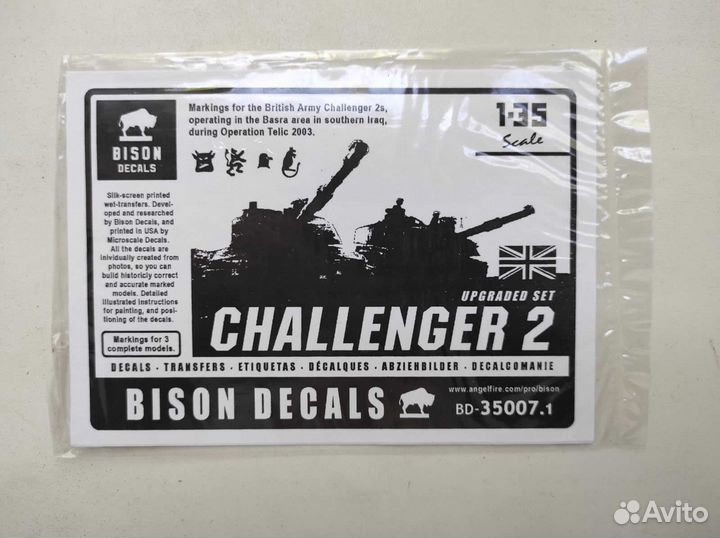 BISON
DECALS
Markings for the British Army Challenger 2s,
operating in the Basra area in southern Iraq,
during Operation Telic 2003.
1:35
Scale
Silk-screen printed
wet-transfers. Devel-
oped and researched
by Bison Decals, and
printed in USA by
Microscale Decals.
All the decals are
inividually created from
photos, so you can
build historicly correct
and accurate marked
models. Detailed
illustrated instructions
for painting, and posi-
tioning of the decals.
Markings for 3
complete models.
UPGRADED SET
CHALLENGER 2
DECALS · TRANSFERS · ETIQUETAS · DÉCALQUES · ABZIEHBILDER · DECALCOMANIE
BISON DECALS
www.angelfire.com/pro/bison
BD-35007.1
Avito